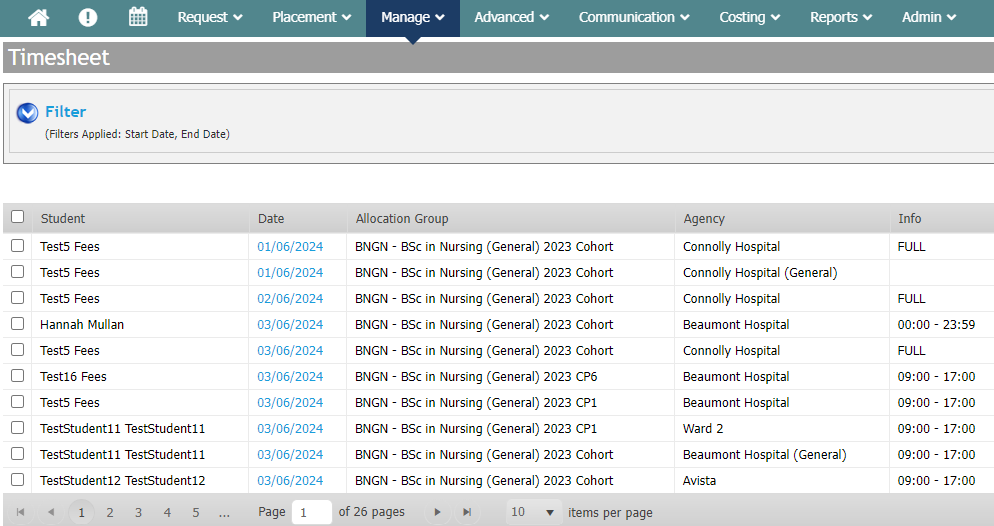 Request Placement Manage Advanced Communication Costing Reports Admin
Timesheet
Filter
(Filters Applied: Start Date, End Date)
Student Date Allocation Group Agency Info
Test5 Fees 01/06/2024 BNGN - BSc in Nursing (General) 2023 Cohort Connolly Hospital FULL
Test5 Fees 01/06/2024 BNGN - BSc in Nursing (General) 2023 Cohort Connolly Hospital (General)
Test5 Fees 02/06/2024 BNGN - BSc in Nursing (General) 2023 Cohort Connolly Hospital FULL
Hannah Mullan 03/06/2024 BNGN - BSc in Nursing (General) 2023 Cohort Beaumont Hospital 00:00 - 23:59
Test5 Fees 03/06/2024 BNGN - BSc in Nursing (General) 2023 Cohort Connolly Hospital FULL
Test16 Fees 03/06/2024 BNGN - BSc in Nursing (General) 2023 CP6 Beaumont Hospital 09:00 - 17:00
Test5 Fees 03/06/2024 BNGN - BSc in Nursing (General) 2023 CP1 Beaumont Hospital 09:00 - 17:00
TestStudent11 TestStudent11 03/06/2024 BNGN - BSc in Nursing (General) 2023 CP1 Ward 2 09:00 - 17:00
TestStudent11 TestStudent11 03/06/2024 BNGN - BSc in Nursing (General) 2023 Cohort Beaumont Hospital (General) 09:00 - 17:00
TestStudent12 TestStudent12 03/06/2024 BNGN - BSc in Nursing (General) 2023 Cohort Avista 09:00 - 17:00
1 2 3 4 5 ... Page 1 of 26 pages 10 items per page